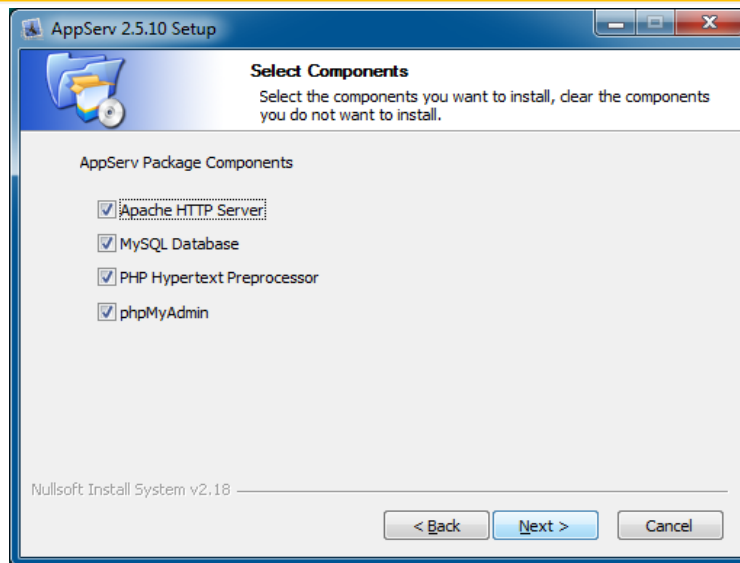 AppServ 2.5.10 Setup
Select Components
Select the components you want to install, clear the components
you do not want to install.
AppServ Package Components
Apache HTTP Server
MySQL Database
PHP Hypertext Preprocessor
phpMyAdmin
Nullsoft Install System v2.18
< Back Next > Cancel